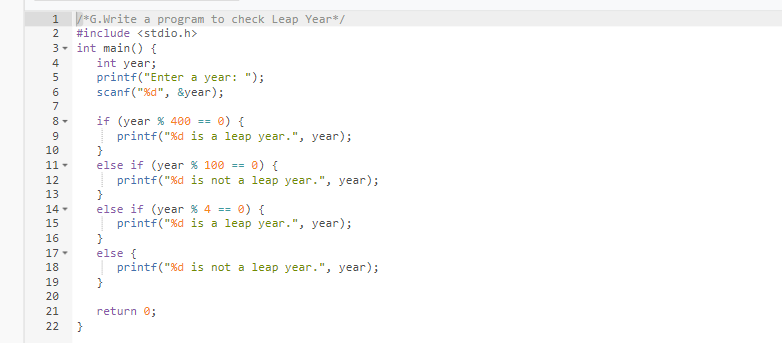 1 /*G.Write a program to check Leap Year*/
2 #include <stdio.h>
3 int main() {
4    int year;
5    printf("Enter a year: ");
6    scanf("%d", &year);
7
8    if (year % 400 == 0) {
9       printf("%d is a leap year.", year);
10    }
11    else if (year % 100 == 0) {
12       printf("%d is not a leap year.", year);
13    }
14    else if (year % 4 == 0) {
15       printf("%d is a leap year.", year);
16    }
17    else {
18       printf("%d is not a leap year.", year);
19    }
20
21    return 0;
22 }